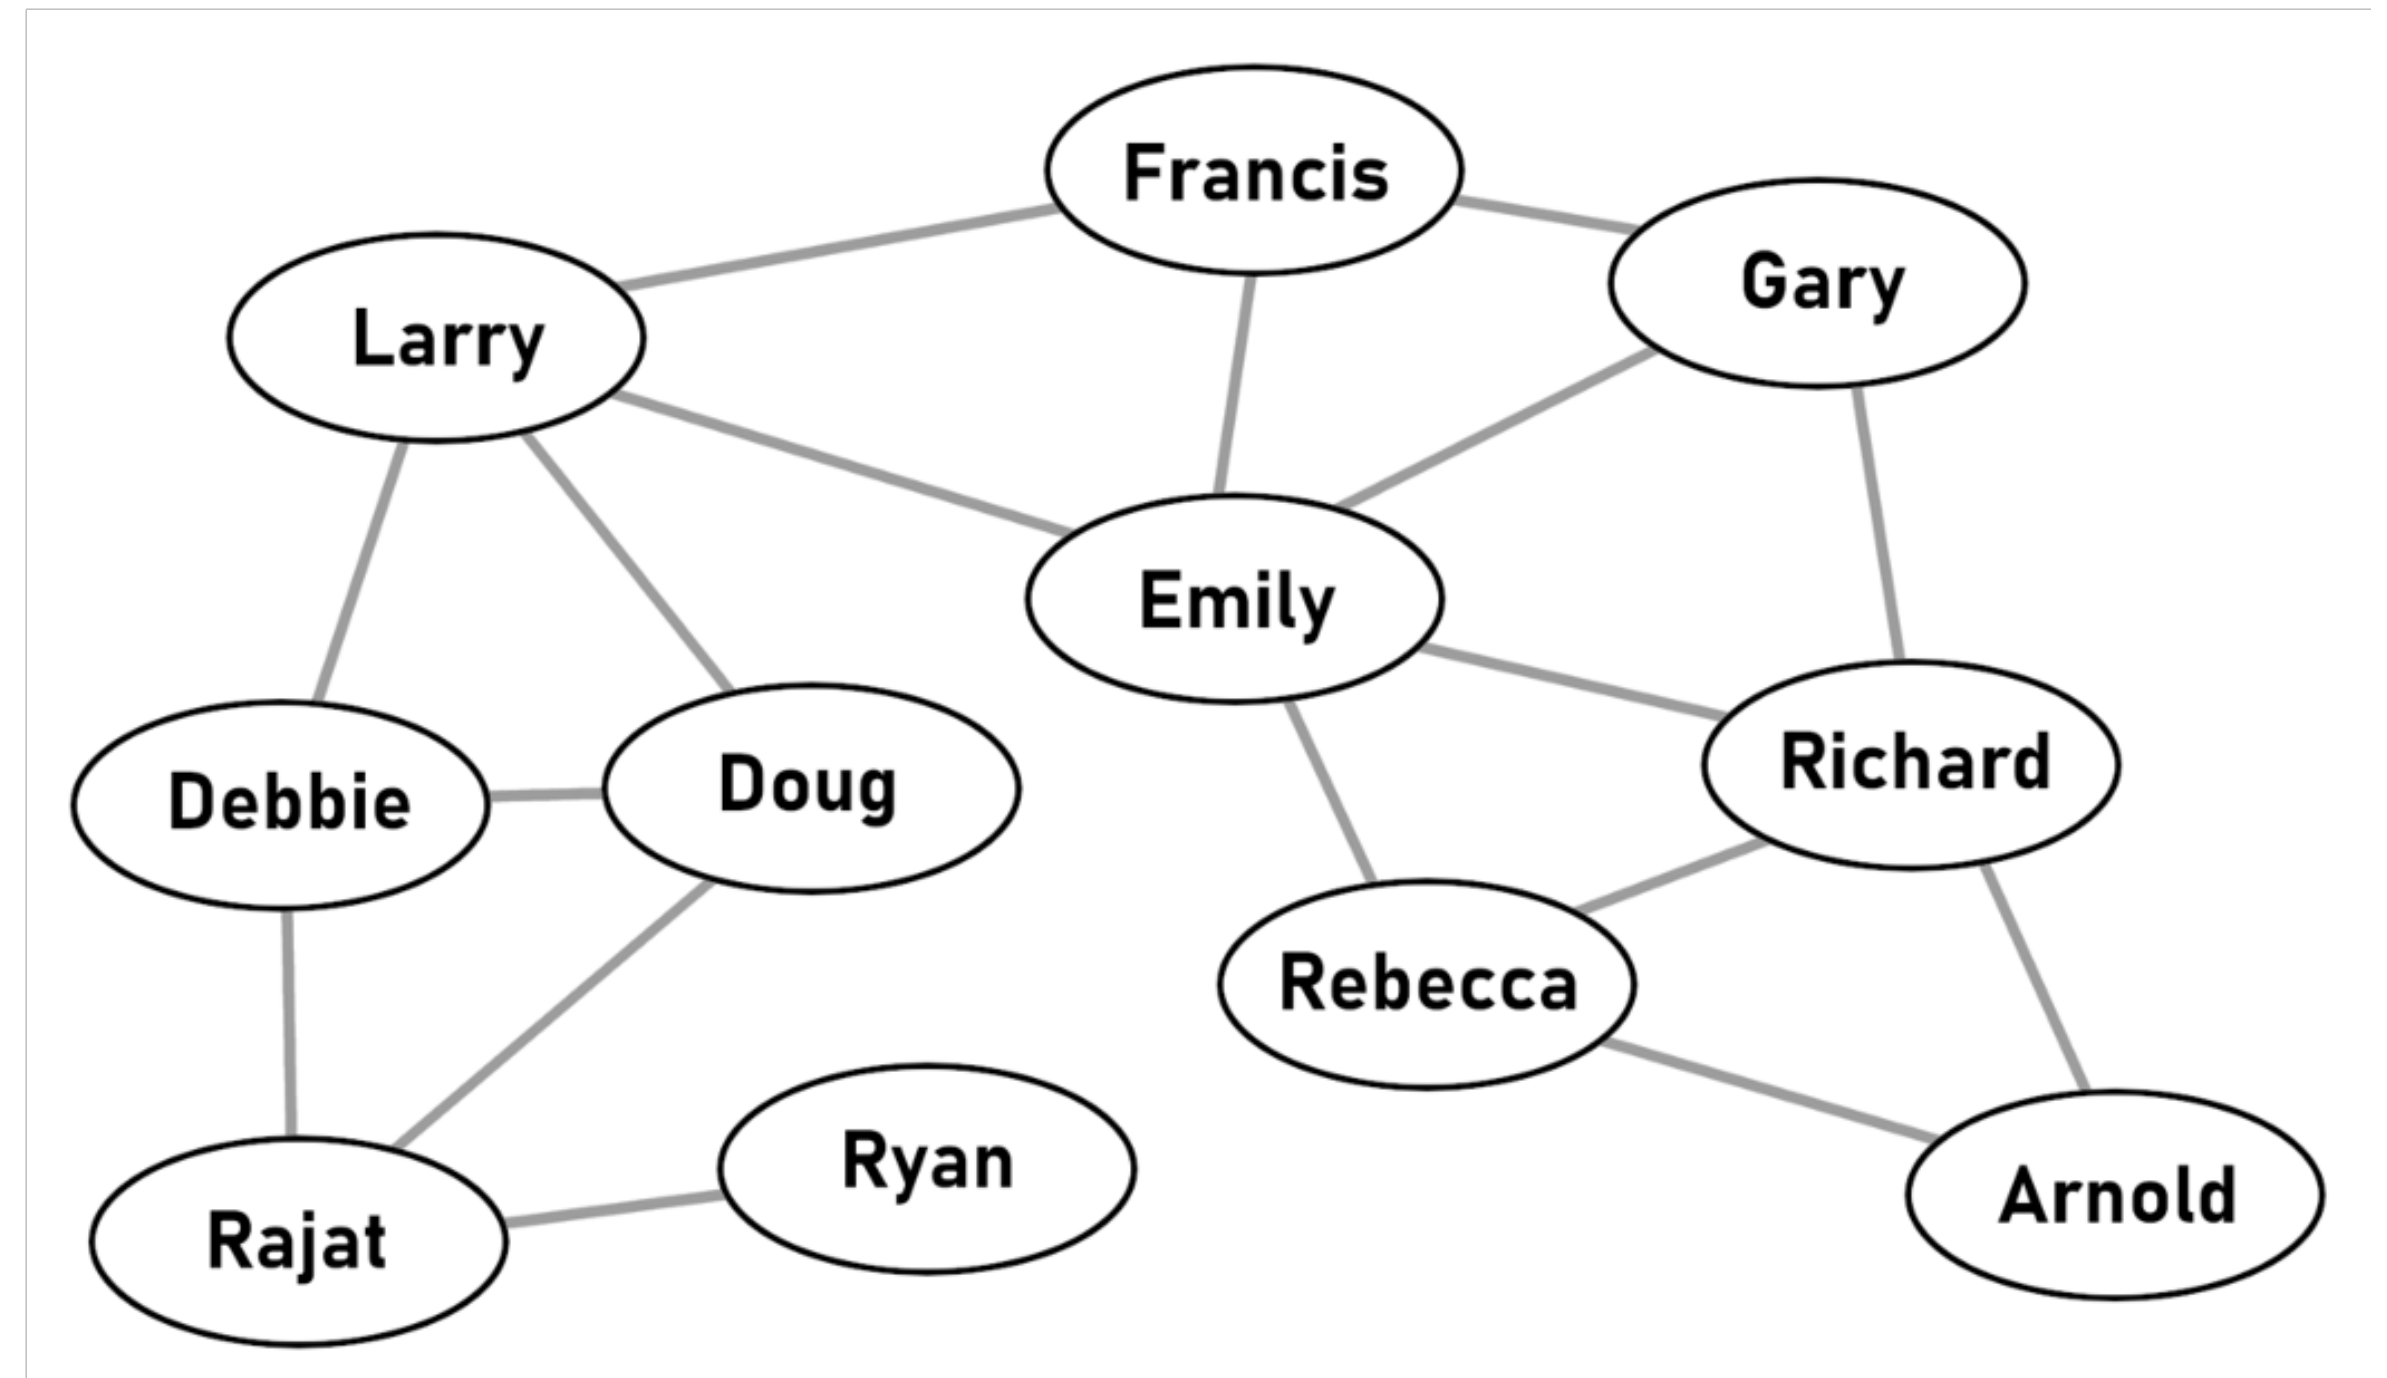 Francis
Gary
Larry
Emily
Richard
Debbie
Doug
Rebecca
Ryan
Arnold
Rajat